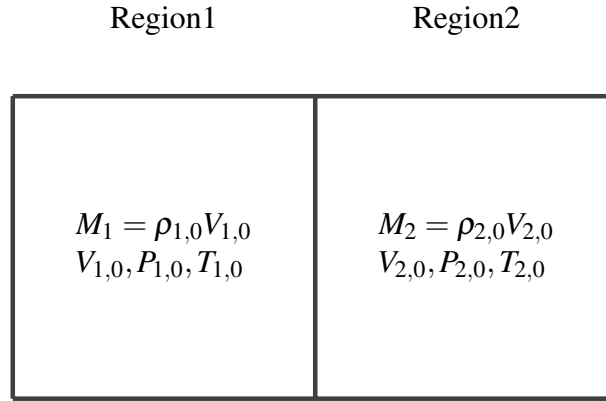 Region1
Region2
M₁ = ρ₁,₀V₁,₀
V₁,₀, P₁,₀, T₁,₀
M₂ = ρ₂,₀V₂,₀
V₂,₀, P₂,₀, T₂,₀